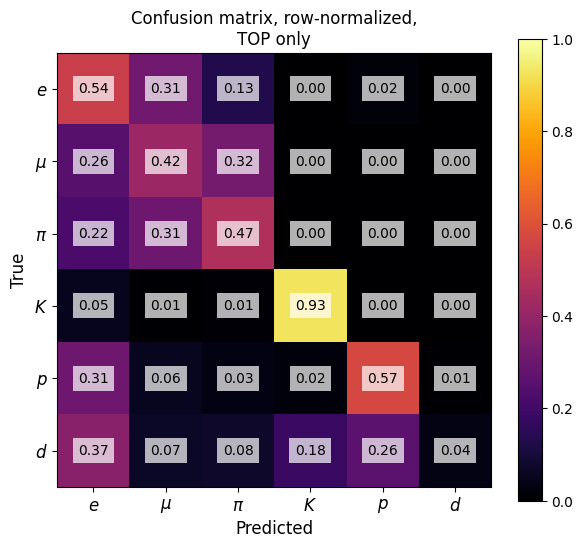 Confusion matrix, row-normalized,
TOP only
True
e 0.54 0.31 0.13 0.00 0.02 0.00
μ 0.26 0.42 0.32 0.00 0.00 0.00
π 0.22 0.31 0.47 0.00 0.00 0.00
K 0.05 0.01 0.01 0.93 0.00 0.00
p 0.31 0.06 0.03 0.02 0.57 0.01
d 0.37 0.07 0.08 0.18 0.26 0.04
e μ π K p d
Predicted
1.0
0.8
0.6
0.4
0.2
0.0